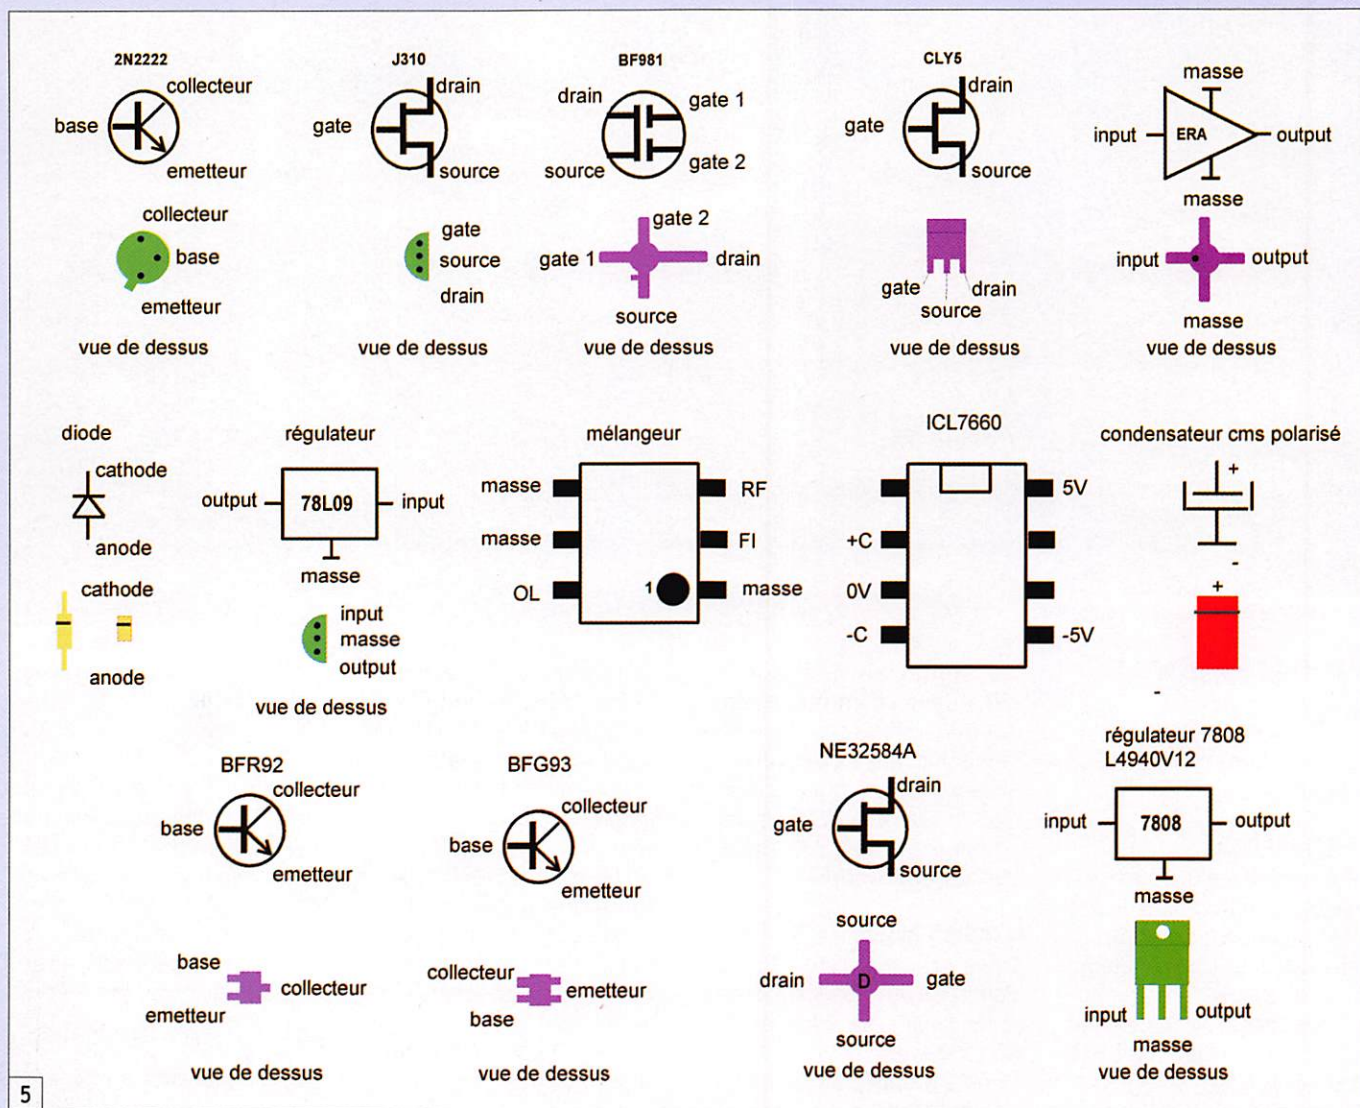 2N2222
collecteur
base
emetteur
collecteur
base
emetteur
vue de dessus
J310
drain
gate
source
gate
source
drain
vue de dessus
BF981
drain
gate 1
source
gate 2
gate 2
gate 1
drain
source
vue de dessus
CLY5
drain
gate
source
gate
drain
source
vue de dessus
masse
input
ERA
output
masse
input
output
masse
vue de dessus
diode
cathode
anode
cathode
anode
régulateur
output
78L09
input
masse
input
masse
output
vue de dessus
mélangeur
masse
RF
masse
FI
OL
1
masse
ICL7660
5V
+C
0V
-C
-5V
condensateur cms polarisé
+
-
+
-
BFR92
collecteur
base
emetteur
base
collecteur
emetteur
vue de dessus
BFG93
collecteur
base
emetteur
collecteur
emetteur
base
vue de dessus
NE32584A
drain
gate
source
source
drain
D
gate
source
vue de dessus
régulateur 7808
L4940V12
input
7808
output
masse
input
output
masse
vue de dessus
5